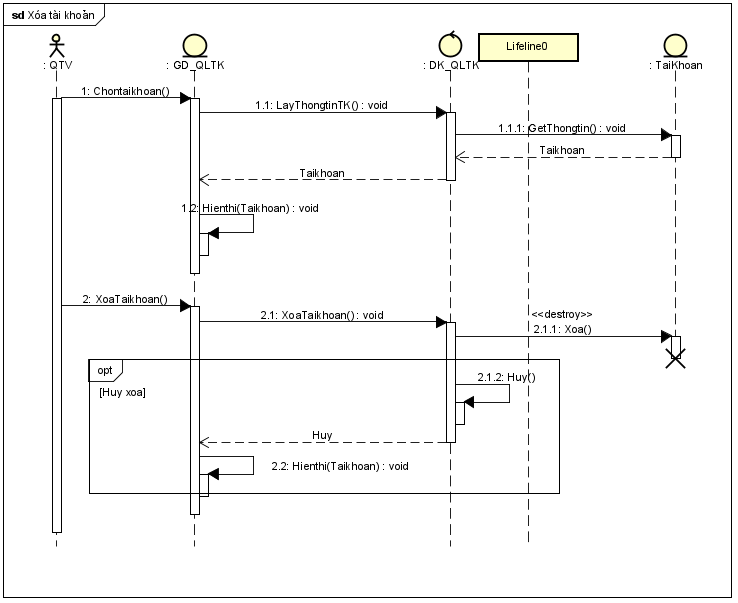 sd Xóa tài khoản
: QTV
: GD_QLTK
: DK_QLTK
Lifeline0
: TaiKhoan
1: Chontaikhoan()
1.1: LayThongtinTK() : void
1.1.1: GetThongtin() : void
Taikhoan
Taikhoan
1.2: Hienthi(Taikhoan) : void
2: XoaTaikhoan()
2.1: XoaTaikhoan() : void
<<destroy>>
2.1.1: Xoa()
opt
[Huy xoa]
2.1.2: Huy()
Huy
2.2: Hienthi(Taikhoan) : void